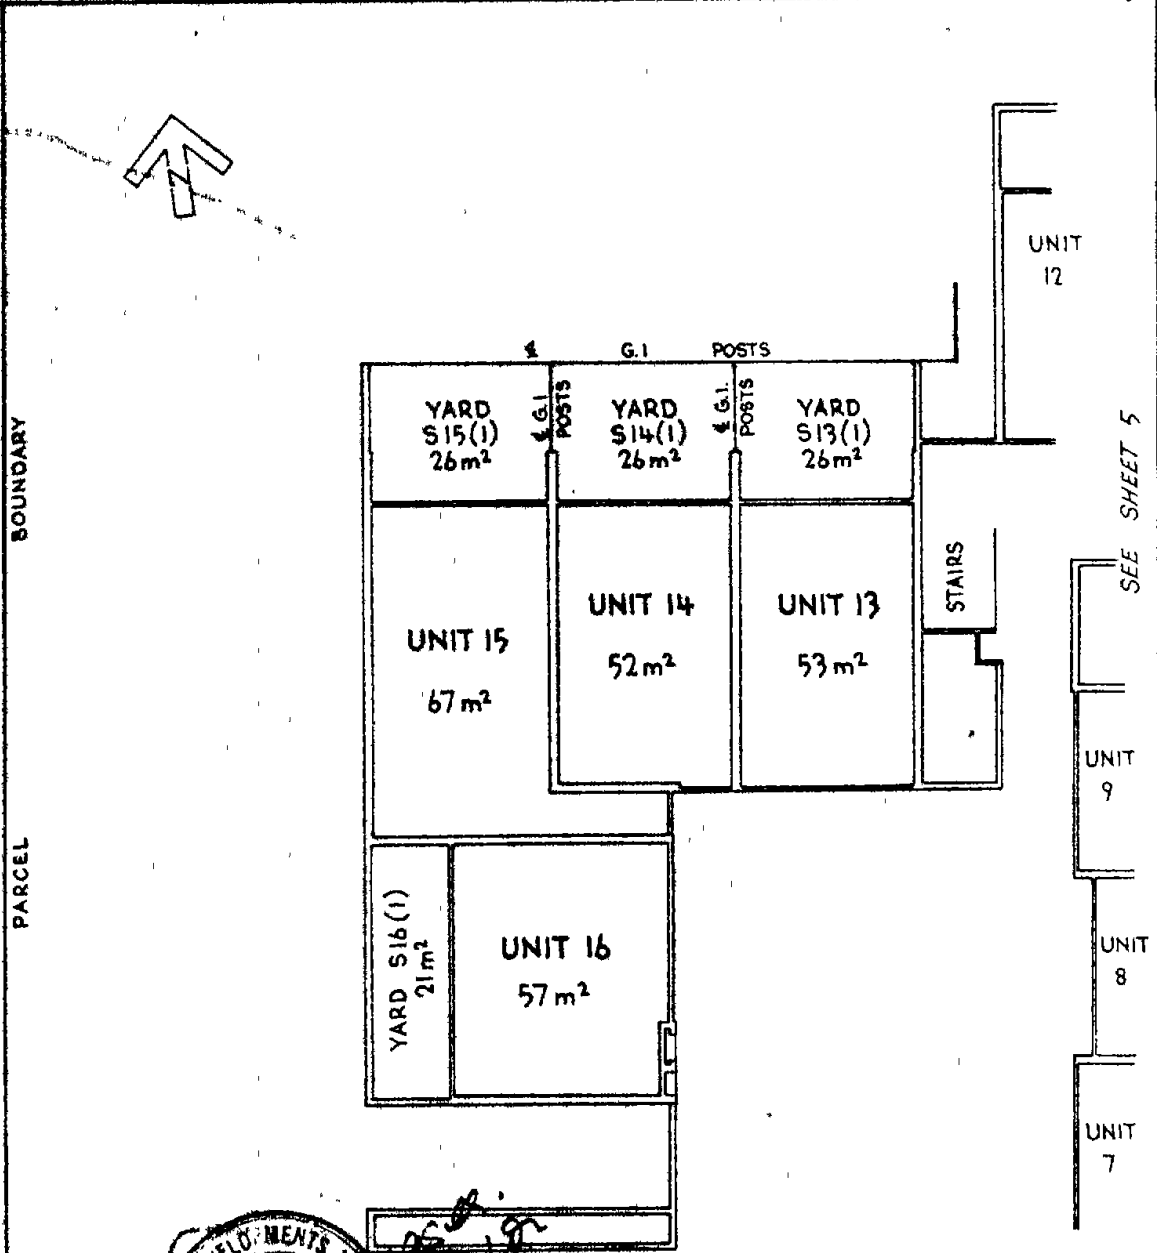 UNIT
12
℄ G.I POSTS
YARD
S15(1)
26m²
℄ G.I.
POSTS
YARD
S14(1)
26m²
℄ G.I.
POSTS
YARD
S13(1)
26m²
BOUNDARY
SEE SHEET 5
STAIRS
UNIT 15
67m²
UNIT 14
52m²
UNIT 13
53m²
UNIT
9
PARCEL
YARD S16(1)
21m²
UNIT 16
57m²
UNIT
8
UNIT
7